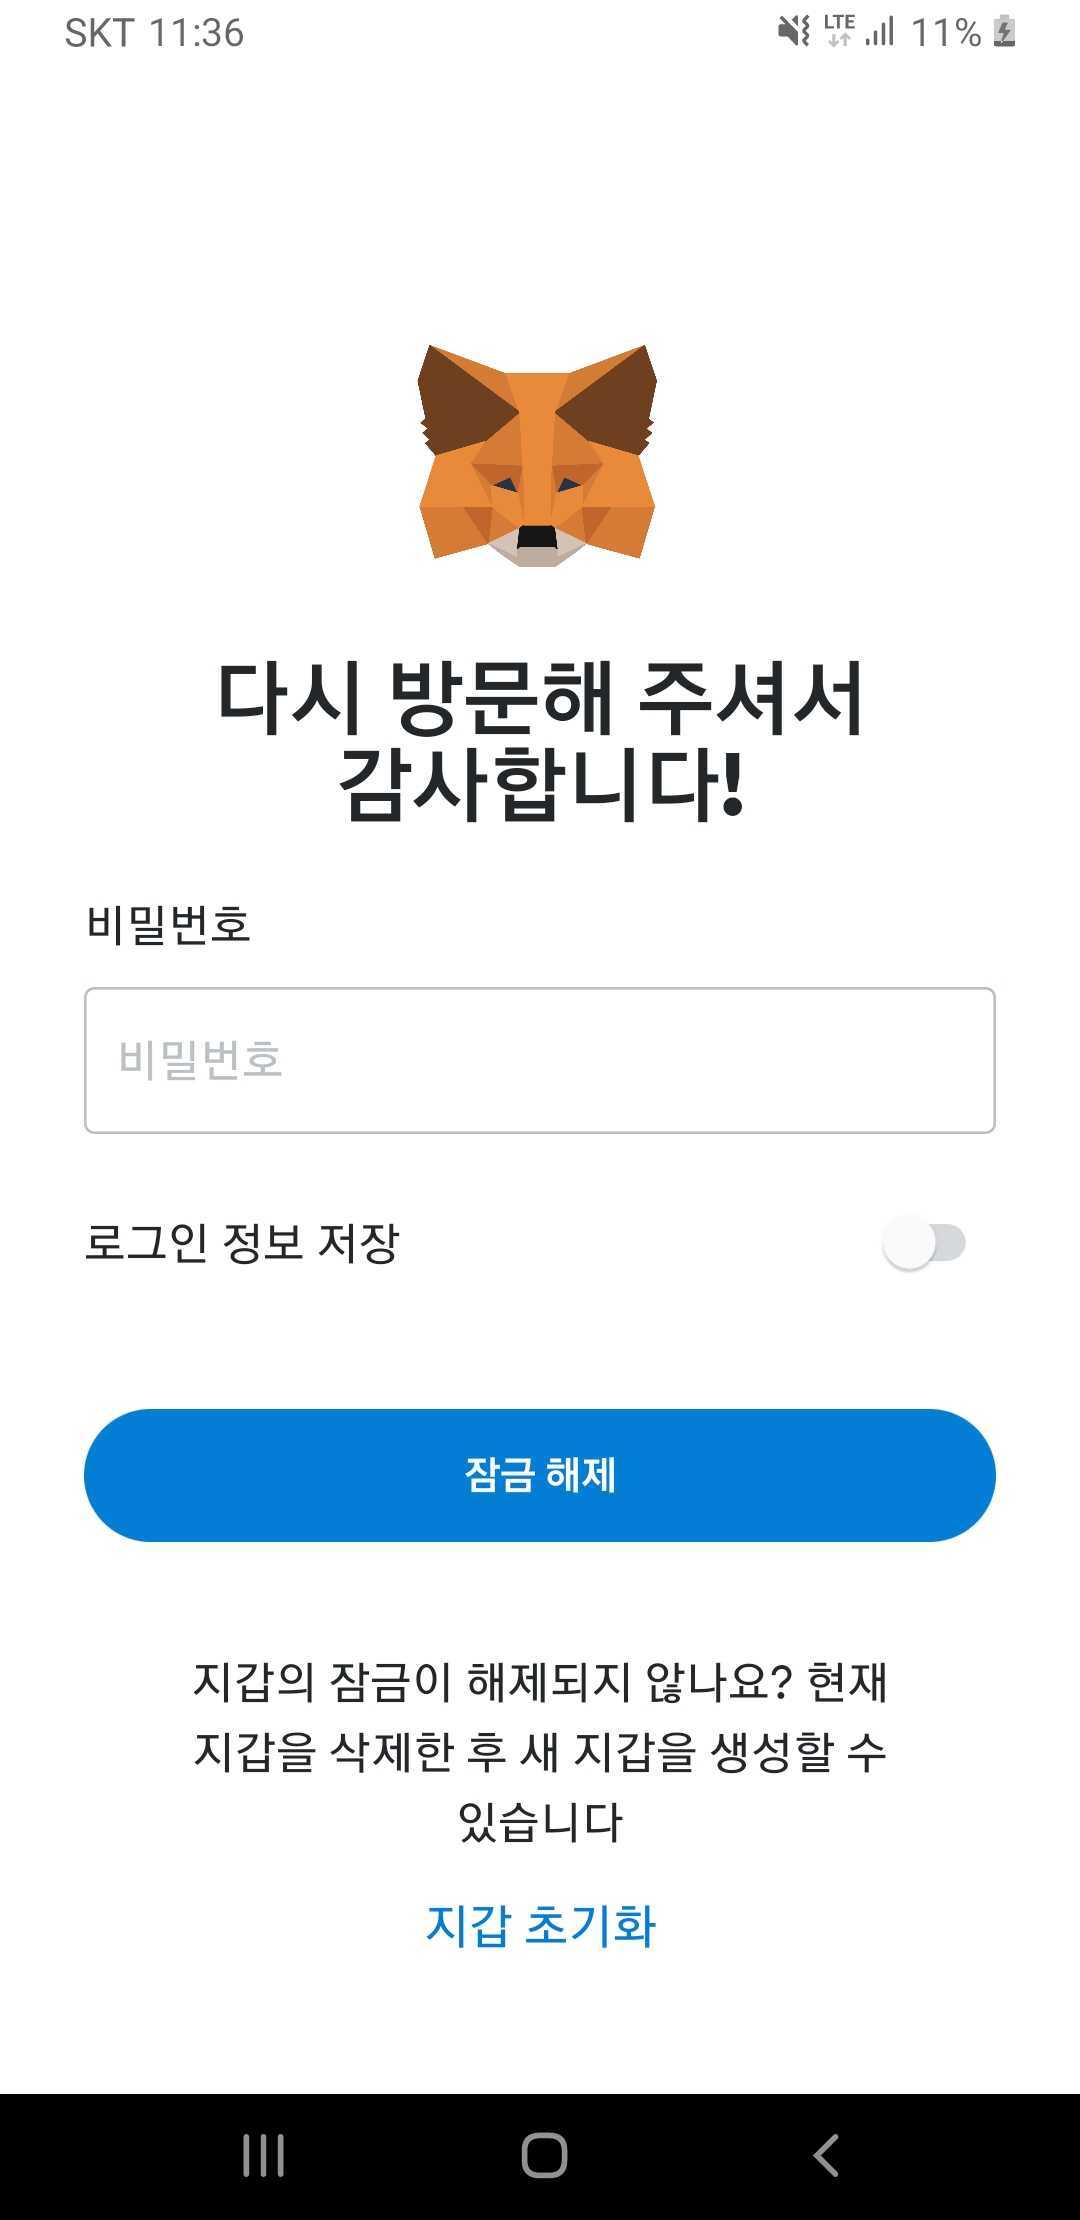 SKT 11:36 LTE 11%
다시 방문해 주셔서
감사합니다!
비밀번호
비밀번호
로그인 정보 저장
잠금 해제
지갑의 잠금이 해제되지 않나요? 현재
지갑을 삭제한 후 새 지갑을 생성할 수
있습니다
지갑 초기화